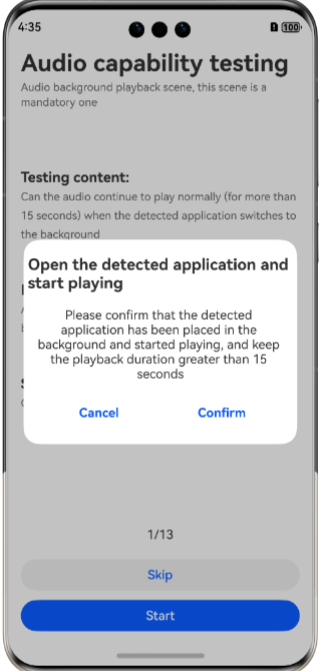 4:35
100
Audio capability testing
Audio background playback scene, this scene is a
mandatory one
Testing content:
Can the audio continue to play normally (for more than
15 seconds) when the detected application switches to
the background
Open the detected application and
start playing
Please confirm that the detected
application has been placed in the
background and started playing, and keep
the playback duration greater than 15
seconds
Cancel
Confirm
1/13
Skip
Start